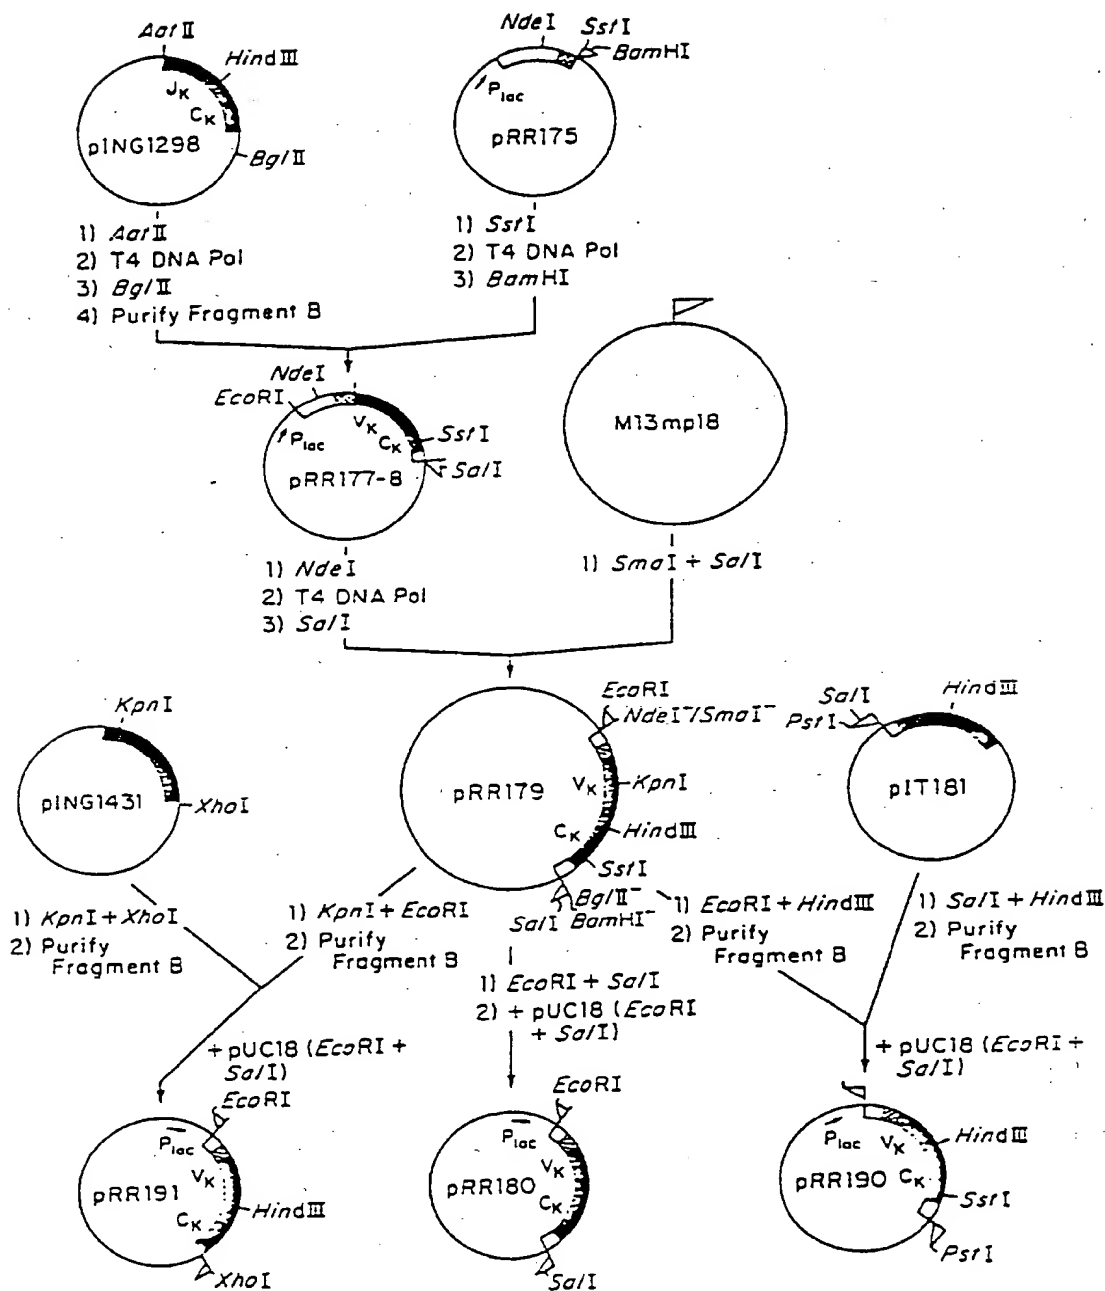 AatII
HindIII
JK
CK
pING1298
BglII
NdeI
SstI
BamHI
Plac
pRR175
1) AatII
2) T4 DNA Pol
3) BglII
4) Purify Fragment B
1) SstI
2) T4 DNA Pol
3) BamHI
NdeI
EcoRI
Plac
VK
CK
SstI
SalI
pRR177-8
M13mp18
1) NdeI
2) T4 DNA Pol
3) SalI
1) SmaI + SalI
KpnI
pING1431
XhoI
EcoRI
NdeI⁻/SmaI⁻
pRR179
VK
KpnI
CK
HindIII
SstI
BglII⁻
SalI BamHI⁻
SalI
PstI
HindIII
pIT181
1) KpnI + XhoI
2) Purify
Fragment B
1) KpnI + EcoRI
2) Purify
Fragment B
1) EcoRI + SalI
2) + pUC18 (EcoRI
+ SalI)
1) EcoRI + HindIII
2) Purify
Fragment B
1) SalI + HindIII
2) Purify
Fragment B
+ pUC18 (EcoRI +
SalI)
+ pUC18 (EcoRI +
SalI)
EcoRI
Plac
VK
pRR191
CK
HindIII
XhoI
EcoRI
Plac
VK
pRR180
CK
SalI
Plac
VK
HindIII
pRR190
CK
SstI
PstI